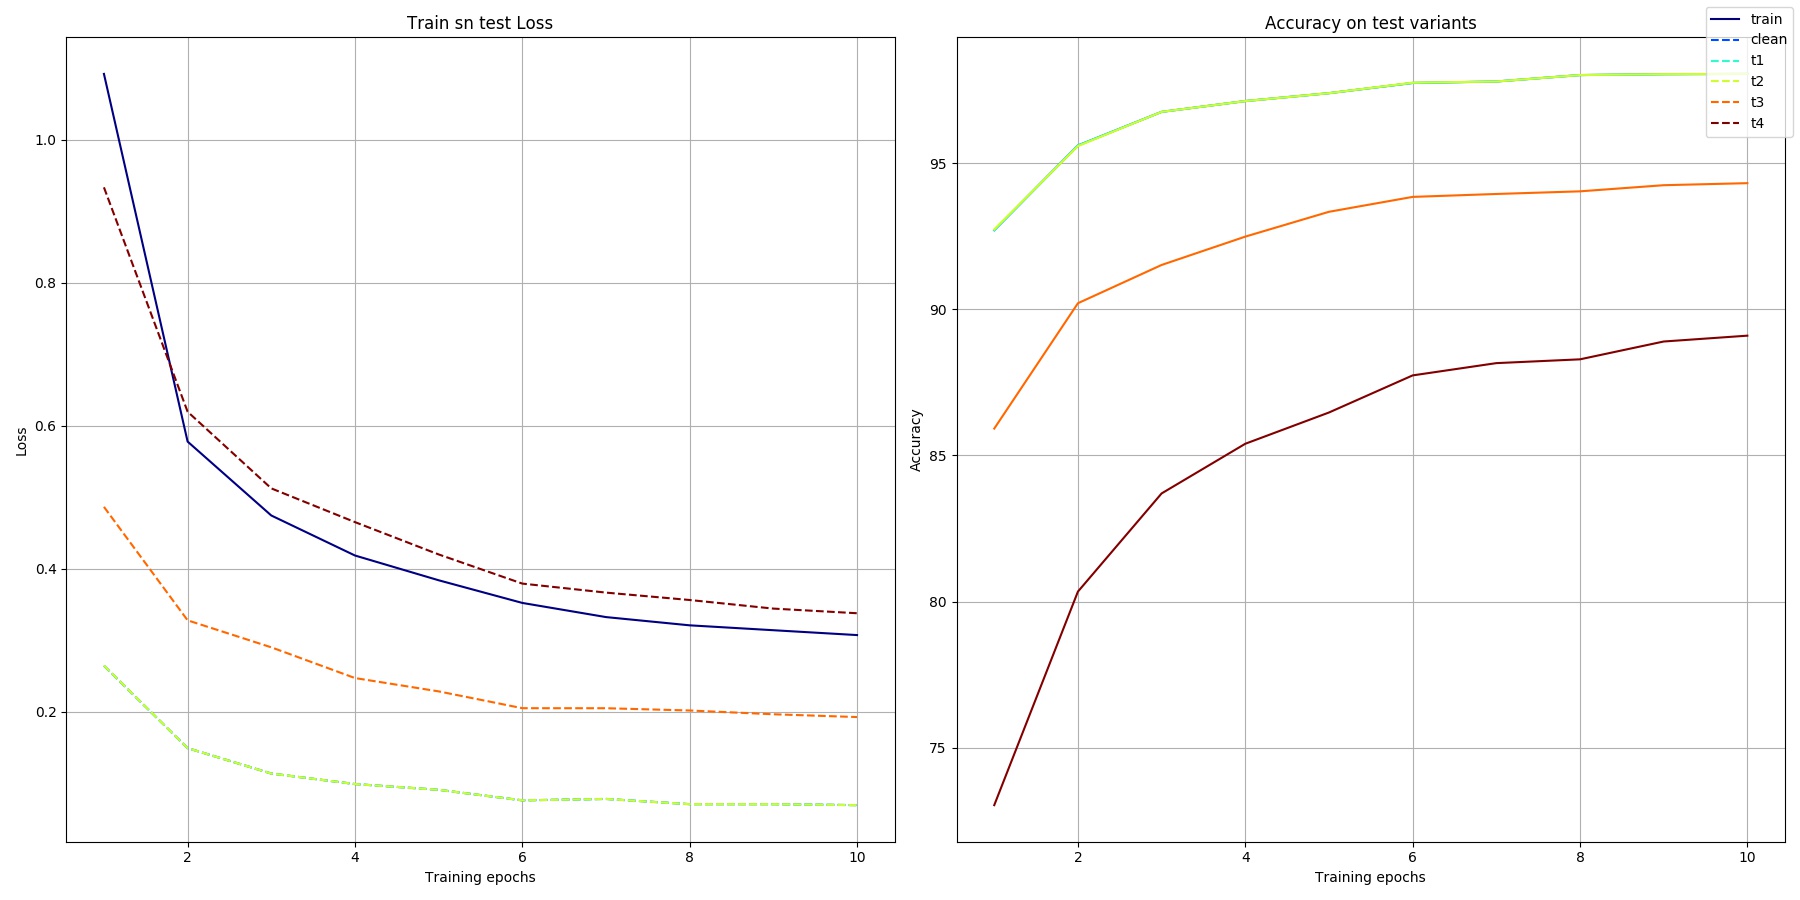 Train sn test Loss
1.0
0.8
0.6
0.4
0.2
Loss
2 4 6 8 10
Training epochs
Accuracy on test variants
95
90
85
80
75
Accuracy
2 4 6 8 10
Training epochs
train
clean
t1
t2
t3
t4